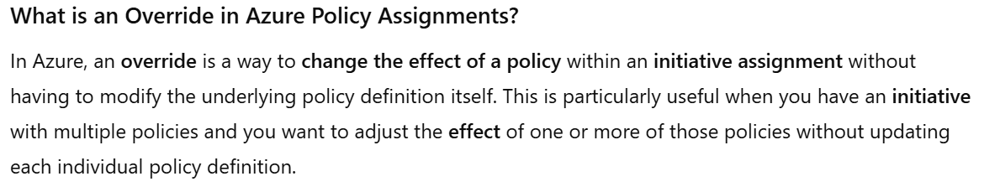 What is an Override in Azure Policy Assignments?
In Azure, an override is a way to change the effect of a policy within an initiative assignment without
having to modify the underlying policy definition itself. This is particularly useful when you have an initiative
with multiple policies and you want to adjust the effect of one or more of those policies without updating
each individual policy definition.